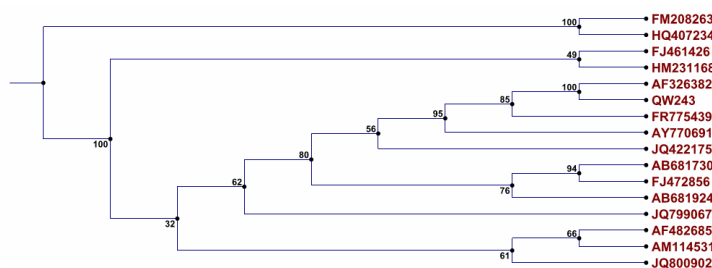 FM208263
100
HQ407234
FJ461426
49
HM231168
AF326382
100
QW243
85
FR775439
95
AY770691
56
JQ422175
80
AB681730
94
FJ472856
76
AB681924
62
JQ799067
100
32
AF482685
66
AM114531
61
JQ800902